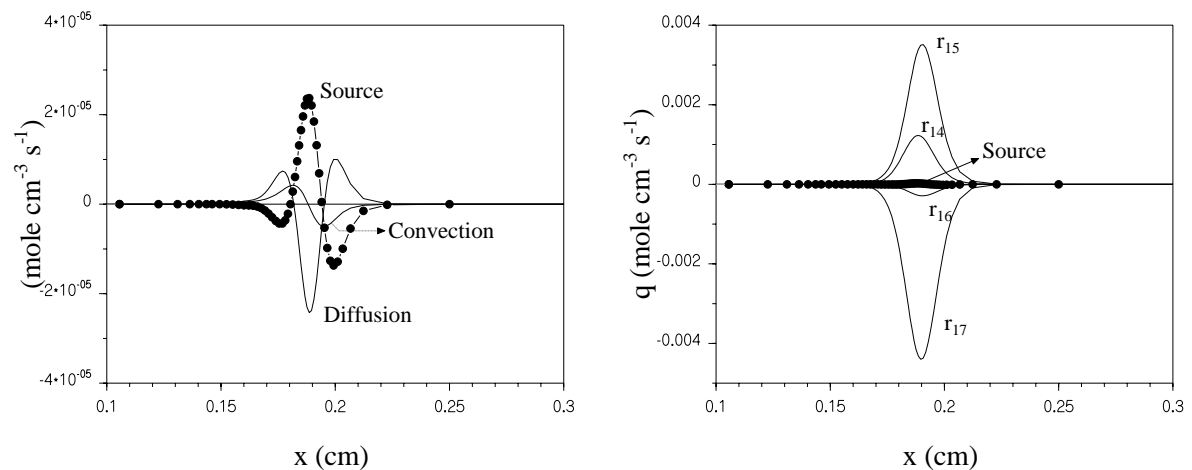 4*10-05
2*10-05
0
-2*10-05
-4*10-05
(mole cm-3 s-1)
Source
Convection
Diffusion
0.1 0.15 0.2 0.25 0.3
x (cm)
0.004
0.002
0
-0.002
-0.004
q (mole cm-3 s-1)
r15
r14
Source
r16
r17
0.1 0.15 0.2 0.25 0.3
x (cm)